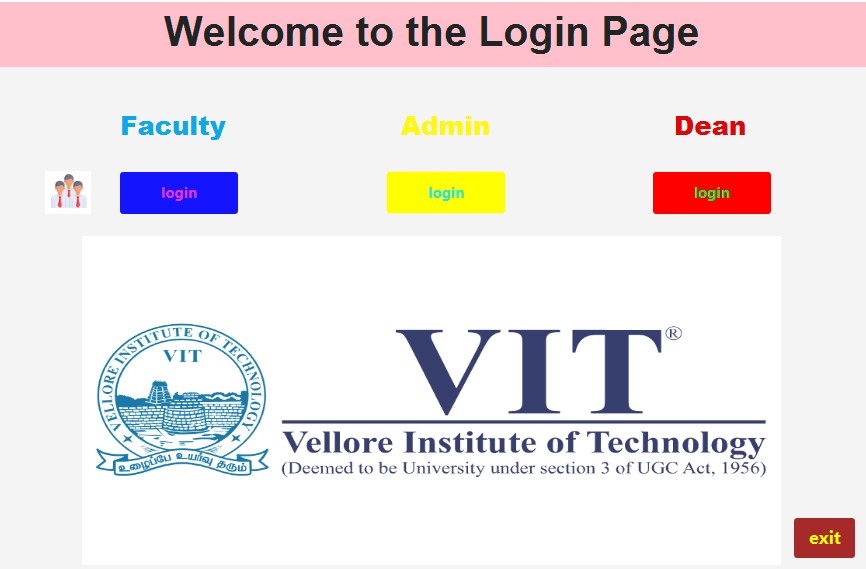 Welcome to the Login Page
Faculty
Admin
Dean
login
login
login
VELLORE INSTITUTE OF TECHNOLOGY
VIT
உழைப்பே உயர்வு தரும்
VIT®
Vellore Institute of Technology
(Deemed to be University under section 3 of UGC Act, 1956)
exit